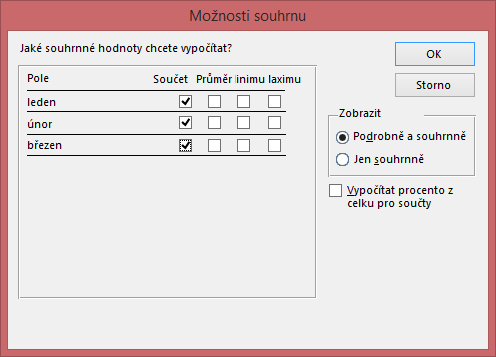 Možnosti souhrnu
Jaké souhrnné hodnoty chcete vypočítat?
Pole Součet Průměr inimu laximu
leden
únor
březen
OK
Storno
Zobrazit
Podrobně a souhrnně
Jen souhrnně
Vypočítat procento z
celku pro součty